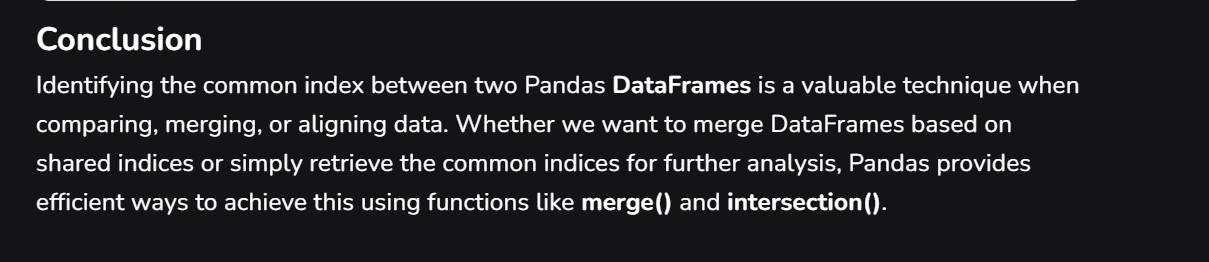 Conclusion
Identifying the common index between two Pandas DataFrames is a valuable technique when
comparing, merging, or aligning data. Whether we want to merge DataFrames based on
shared indices or simply retrieve the common indices for further analysis, Pandas provides
efficient ways to achieve this using functions like merge() and intersection().